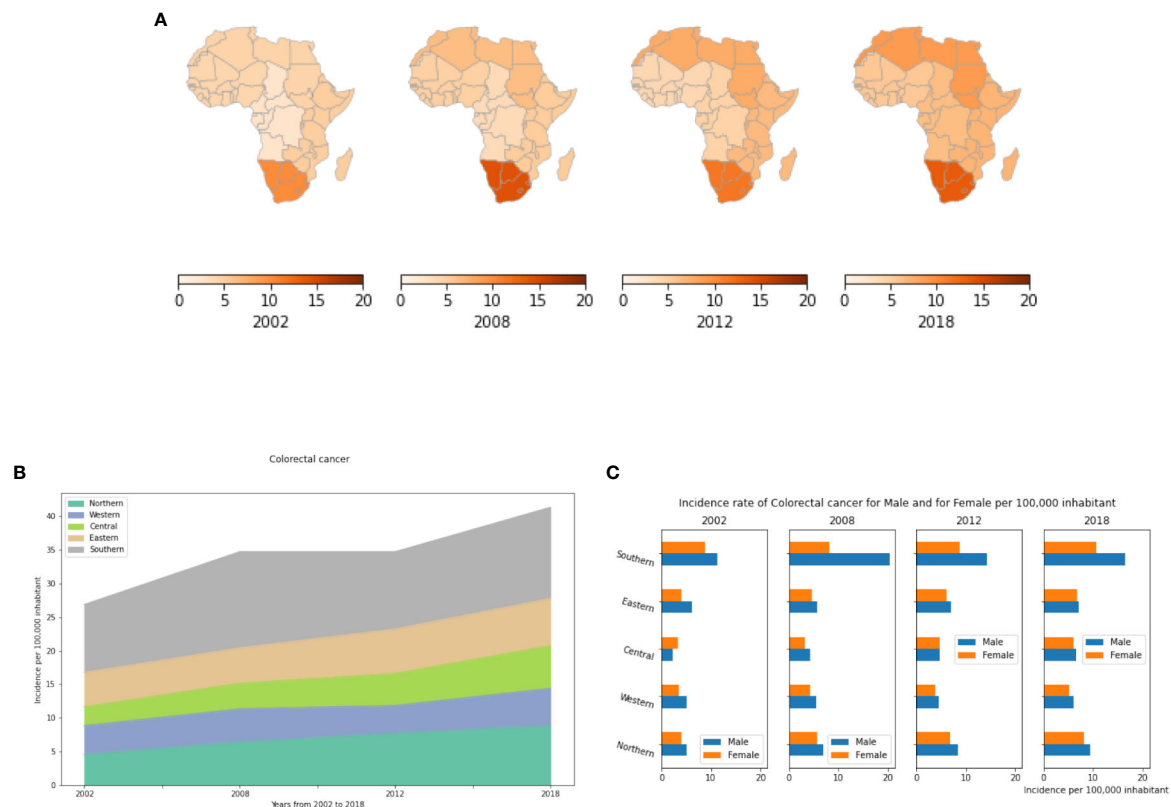 A
0 5 10 15 20
2002
0 5 10 15 20
2008
0 5 10 15 20
2012
0 5 10 15 20
2018
B
Colorectal cancer
Northern
Western
Central
Eastern
Southern
Incidence per 100,000 inhabitant
40
35
30
25
20
15
10
5
0
2002 2008 2012 2018
Years from 2002 to 2018
C
Incidence rate of Colorectal cancer for Male and for Female per 100,000 inhabitant
2002 2008 2012 2018
Southern
Eastern
Central
Western
Northern
Male
Female
Male
Female
Male
Female
Male
Female
0 10 20
0 10 20
0 10 20
0 10 20
Incidence per 100,000 inhabitant